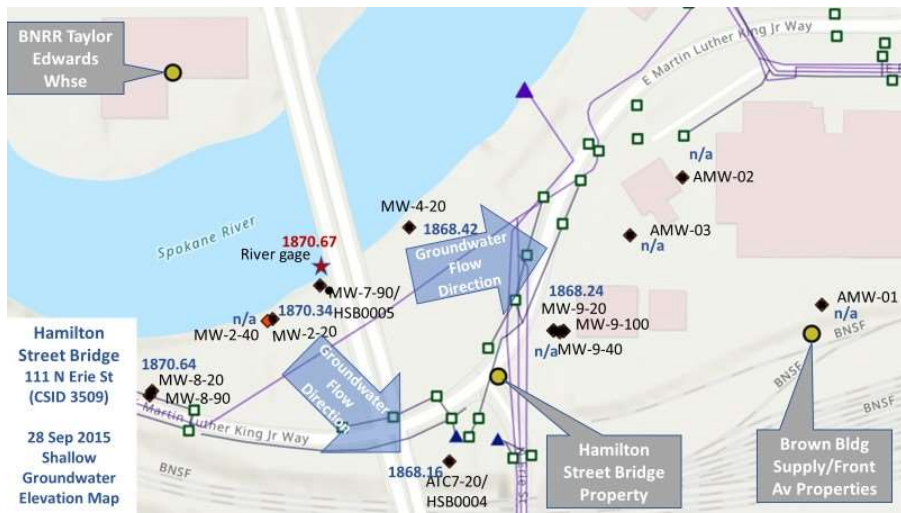 BNRR Taylor
Edwards
Whse
E Martin Luther King Jr Way
n/a
AMW-02
MW-4-20
1868.42
Groundwater
Flow
Direction
AMW-03
n/a
Spokane River
1870.67
River gage
MW-7-90/
HSB0005
n/a
1870.34
MW-2-40
MW-2-20
1868.24
MW-9-20
MW-9-100
n/a
MW-9-40
AMW-01
n/a
BNSF
BNSF
BNSF
Hamilton
Street Bridge
111 N Erie St
(CSID 3509)
28 Sep 2015
Shallow
Groundwater
Elevation Map
1870.64
MW-8-20
MW-8-90
Martin Luther King Jr Way
Groundwater
Flow
Direction
BNSF
BNSF
1868.16
ATC7-20/
HSB0004
Hamilton
Street Bridge
Property
Brown Bldg
Supply/Front
Av Properties